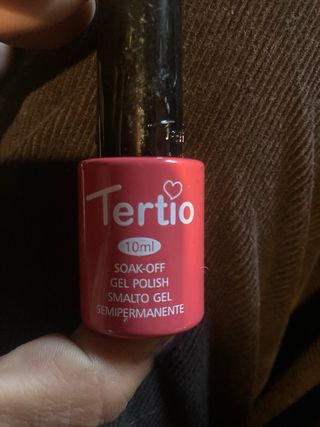 Tertio
10ml
SOAK-OFF
GEL POLISH
SMALTO GEL
SEMIPERMANENTE